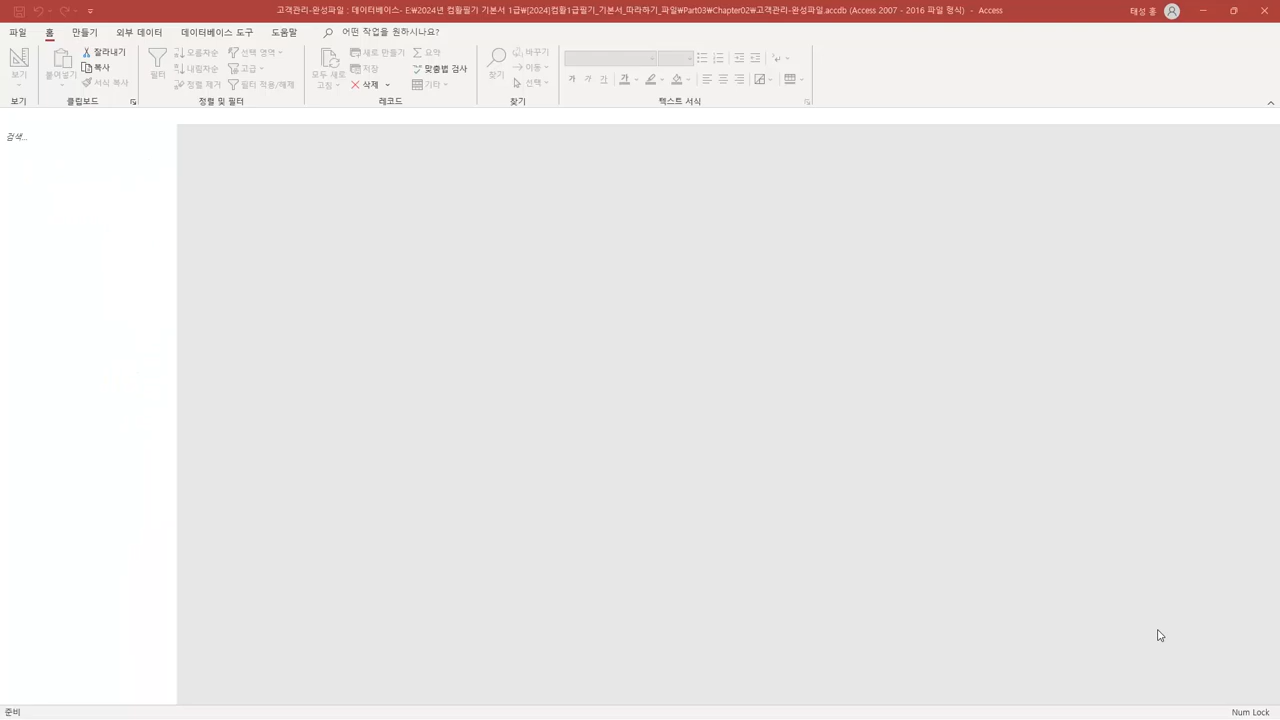 고객관리-완성파일 : 데이터베이스- E:₩2024년 컴활필기 기본서 1급₩[2024]컴활1급필기_기본서_따라하기_파일₩Part03₩Chapter02₩고객관리-완성파일.accdb (Access 2007 - 2016 파일 형식) - Access
태성 홍
파일 홈 만들기 외부 데이터 데이터베이스 도구 도움말 어떤 작업을 원하시나요?
보기
보기
붙여넣기
잘라내기
복사
서식 복사
클립보드
필터
오름차순
내림차순
정렬 제거
선택 영역
고급
필터 적용/해제
정렬 및 필터
모두 새로
고침
새로 만들기
저장
삭제
요약
맞춤법 검사
기타
레코드
찾기
바꾸기
이동
선택
찾기
가 가 가 가
텍스트 서식
검색...
준비
Num Lock